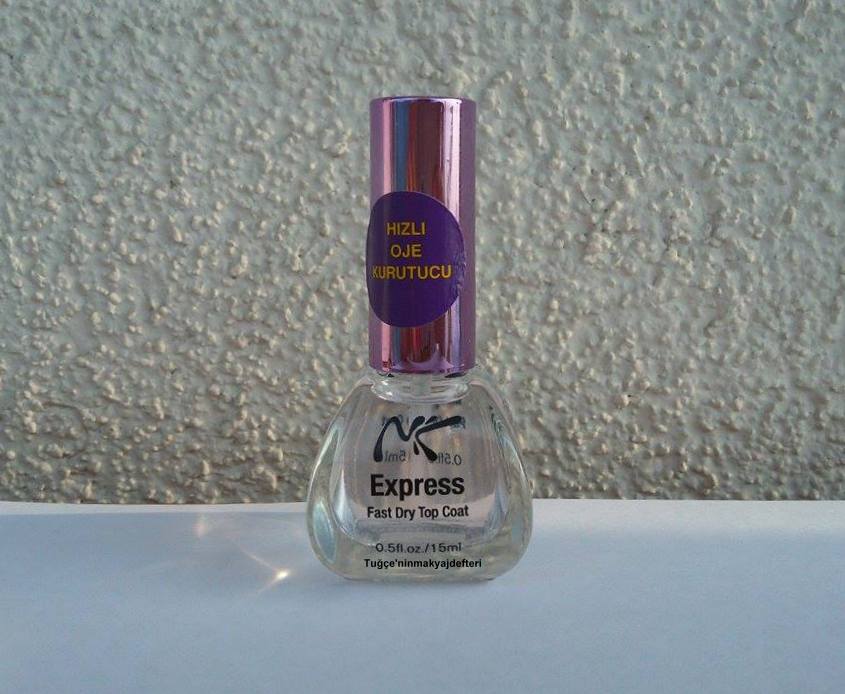 HIZLI
OJE
KURUTUCU
NK
Express
Fast Dry Top Coat
0.5fl.oz./15ml
Tuğçe'ninmakyajdefteri